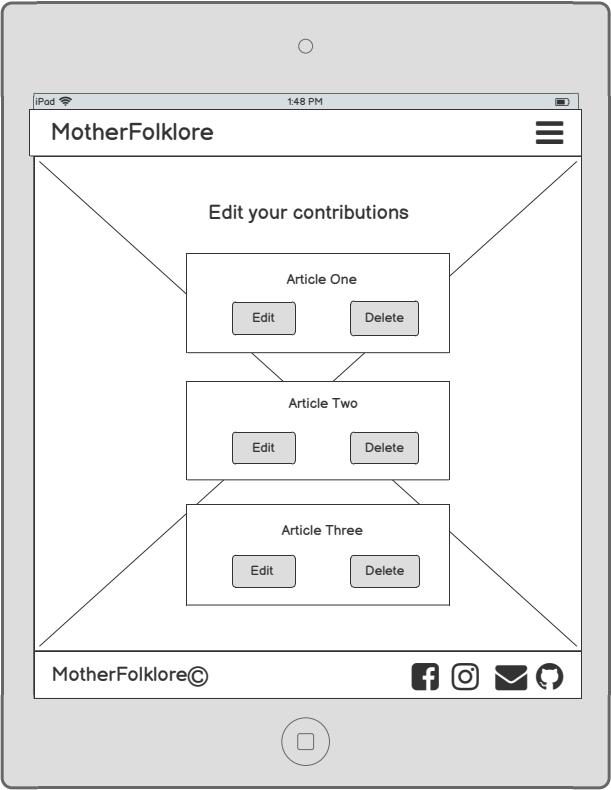 iPad 1:48 PM
MotherFolklore
Edit your contributions
Article One
Edit Delete
Article Two
Edit Delete
Article Three
Edit Delete
MotherFolklore©